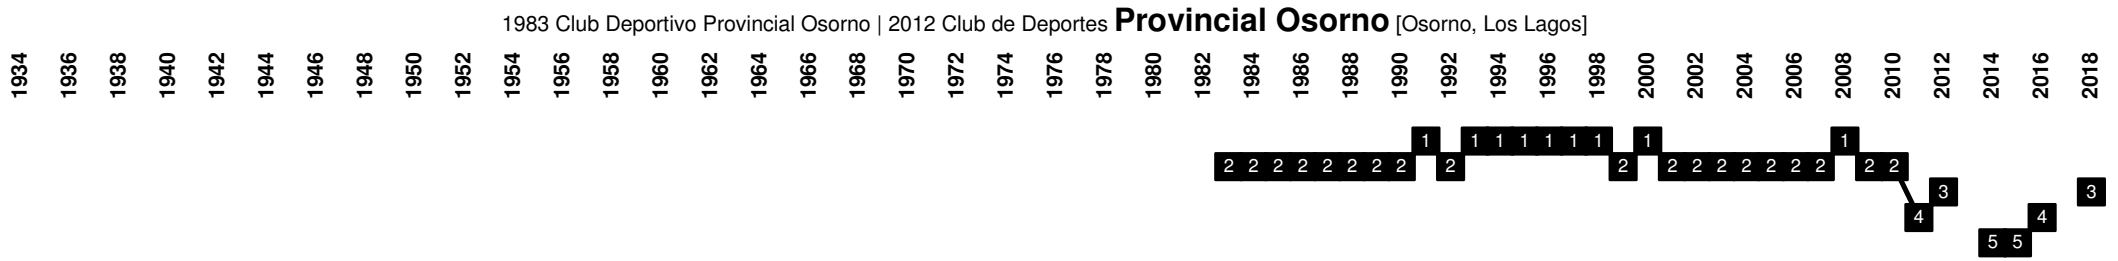 1983 Club Deportivo Provincial Osorno | 2012 Club de Deportes Provincial Osorno [Osorno, Los Lagos]
1934 1936 1938 1940 1942 1944 1946 1948 1950 1952 1954 1956 1958 1960 1962 1964 1966 1968 1970 1972 1974 1976 1978 1980 1982 1984 1986 1988 1990 1992 1994 1996 1998 2000 2002 2004 2006 2008 2010 2012 2014 2016 2018
1 1 1 1 1 1 1 1 1
2 2 2 2 2 2 2 2 2 2 2 2 2 2 2 2 2 2 2
3 3
4 4
5 5